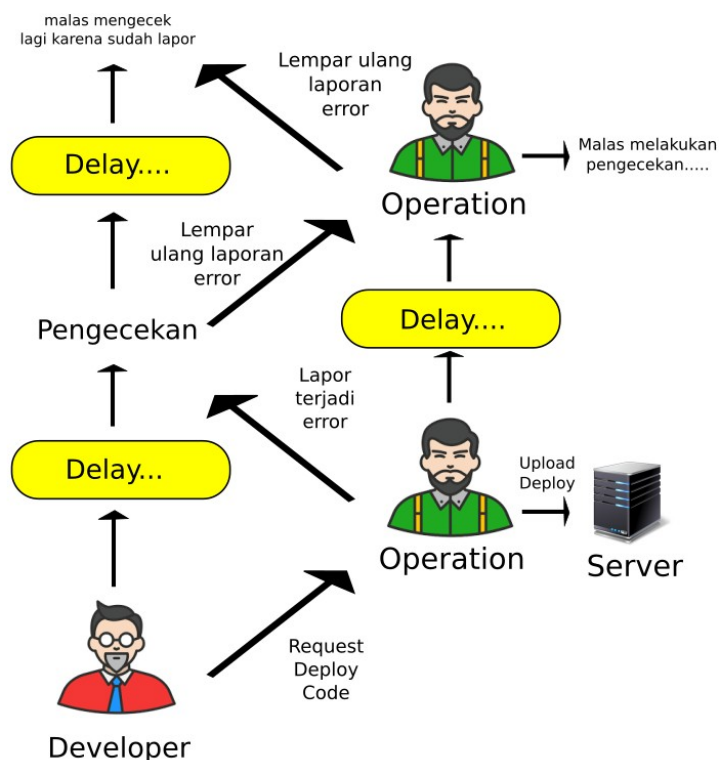 malas mengecek
lagi karena sudah lapor
Lempar ulang
laporan
error
Delay....
Malas melakukan
pengecekan.....
Operation
Lempar
ulang laporan
error
Pengecekan
Delay....
Lapor
terjadi
error
Delay...
Upload
Deploy
Operation
Server
Request
Deploy
Code
Developer